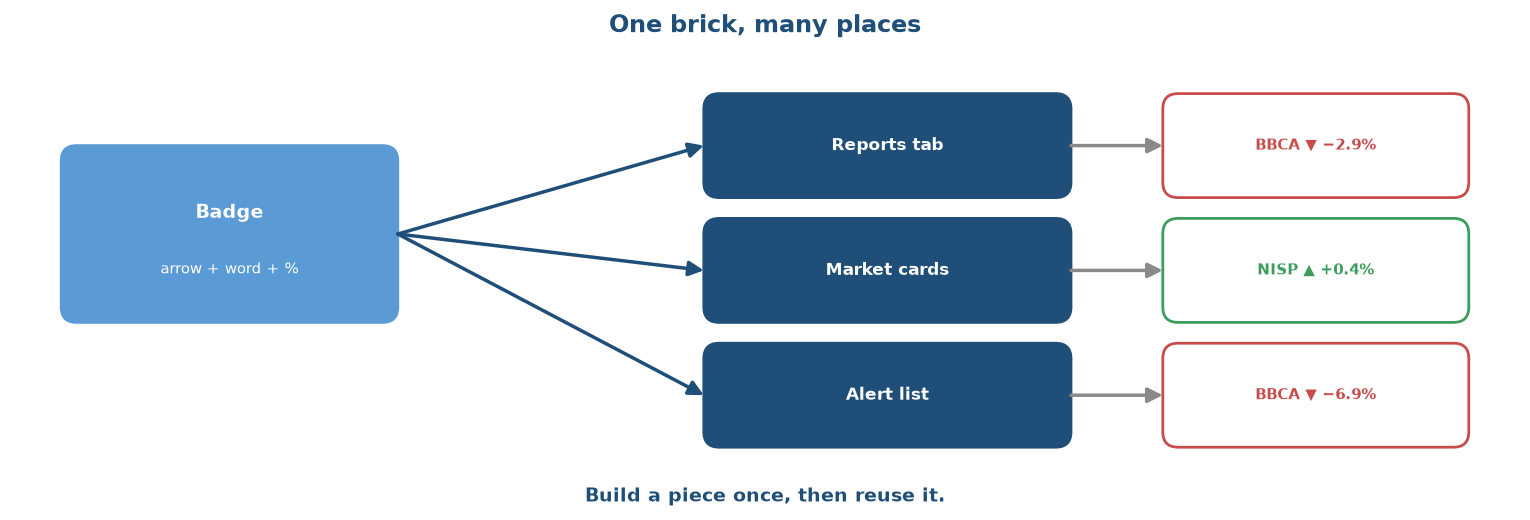 One brick, many places
Badge
arrow + word + %
Reports tab
BBCA ▼ −2.9%
Market cards
NISP ▲ +0.4%
Alert list
BBCA ▼ −6.9%
Build a piece once, then reuse it.